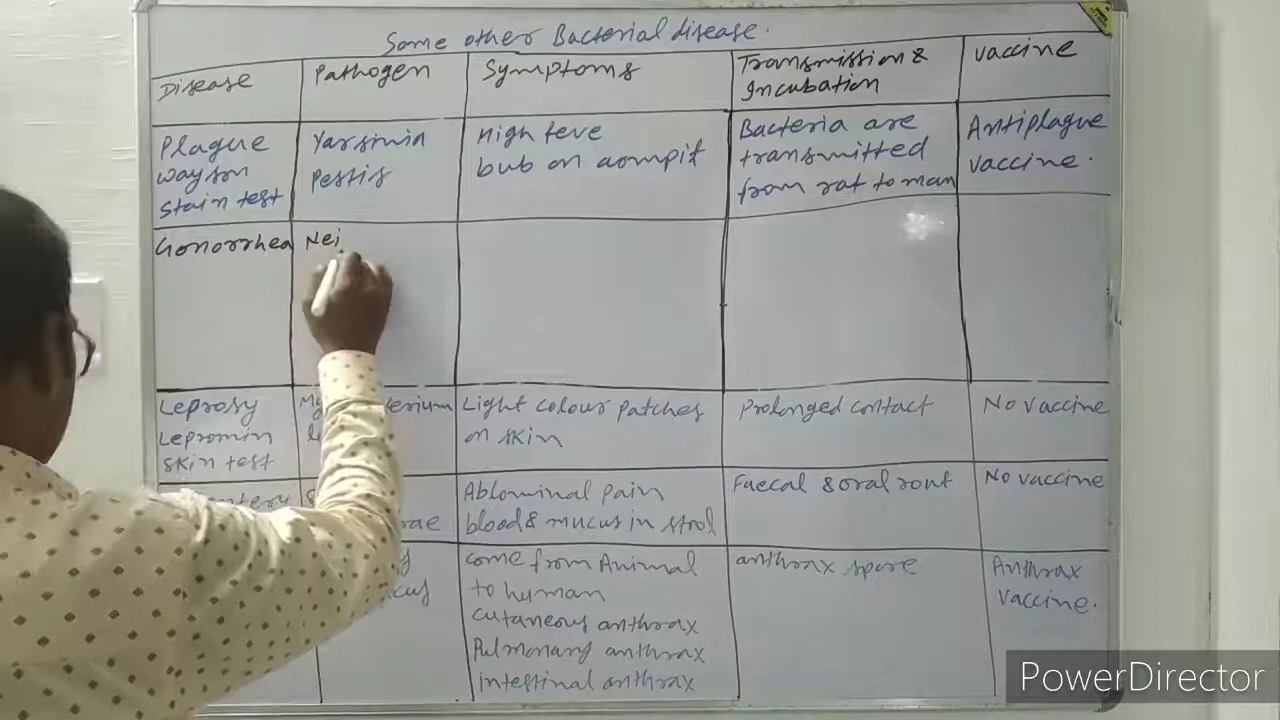 Some other Bacterial disease.
Disease
Pathogen
Symptoms
Transmission &
Incubation
vaccine
Plague
wayson
stain test
Yarsinia
Pestis
High feve
bub on aompit
Bacteria are
transmitted
from rat to man
Antiplague
vaccine.
Gonorrhea
Nei
Leprosy
Lepromin
skin test
Light colour patches
on skin
Prolonged contact
No vaccine
Ablominal pain
blood & mucus in stool
Faecal & oral rout
No vaccine
come from Animal
to human
cutaneous anthrax
Pulmonary anthrax
intestinal anthrax
anthrax spore
Anthrax
vaccine.
PowerDirector